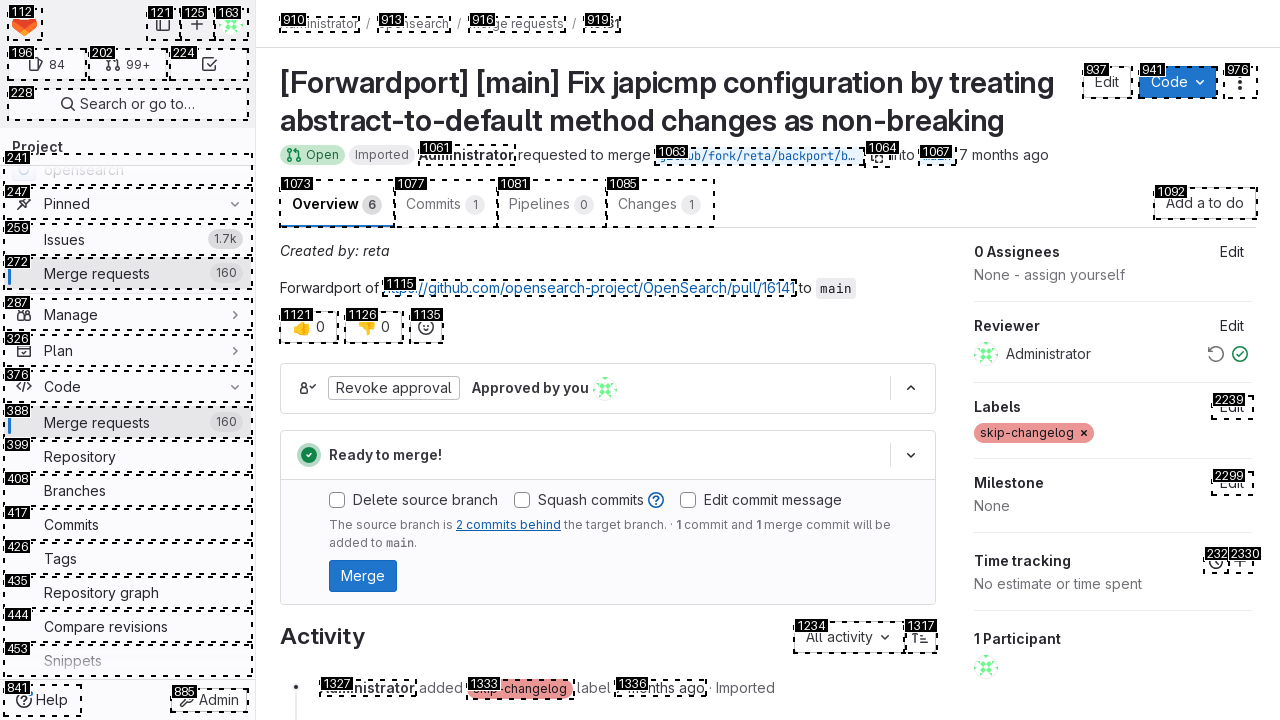 112
121
125
163
196
84
202
99+
224
228
Search or go to…
Project
241
opensearch
247
Pinned
259
Issues
1.7k
272
Merge requests
160
287
Manage
326
Plan
376
Code
388
Merge requests
160
399
Repository
408
Branches
417
Commits
426
Tags
435
Repository graph
444
Compare revisions
453
Snippets
841
Help
885
Admin
910
/
913
opensearch
/
916
requests
/
919
[Forwardport] [main] Fix japicmp configuration by treating
abstract-to-default method changes as non-breaking
937
Edit
941
Code
976
Open
Imported
1061
Administrator requested to merge
1063
1064
into
1067
7 months ago
1073
Overview 6
1077
Commits 1
1081
Pipelines 0
1085
Changes 1
1092
Add a to do
Created by: reta
Forwardport of
1115
https://github.com/opensearch-project/OpenSearch/pull/16141 to main
1121
👍 0
1126
👎 0
1135
Revoke approval
Approved by you
Ready to merge!
Delete source branch
Squash commits
Edit commit message
The source branch is 2 commits behind the target branch. · 1 commit and 1 merge commit will be
added to main.
Merge
Activity
1234
All activity
1317
1327
Administrator added
1333
skip-changelog label
1336
months ago · Imported
0 Assignees
Edit
None - assign yourself
Reviewer
Edit
Administrator
Labels
2239
Edit
skip-changelog ×
Milestone
2299
Edit
None
Time tracking
232
2330
No estimate or time spent
1 Participant